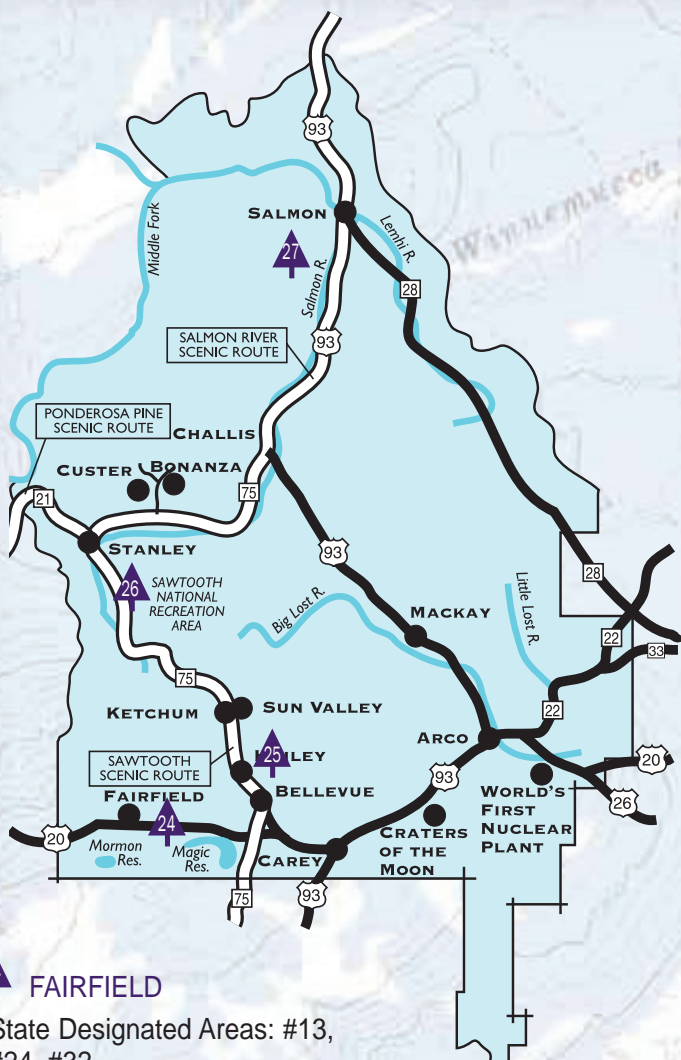 93
Winnemucca
SALMON
27
Middle Fork
Salmon R.
Lemhi R.
28
SALMON RIVER
SCENIC ROUTE
93
PONDEROSA PINE
SCENIC ROUTE
CHALLIS
CUSTER
BONANZA
21
75
STANLEY
93
28
26
SAWTOOTH
NATIONAL
RECREATION
AREA
Big Lost R.
MACKAY
Little Lost R.
22
33
75
KETCHUM
SUN VALLEY
22
ARCO
SAWTOOTH
SCENIC ROUTE
25
LEY
93
20
FAIRFIELD
BELLEVUE
WORLD'S
FIRST
NUCLEAR
PLANT
26
20
24
Mormon
Res.
Magic
Res.
CAREY
CRATERS
OF THE
MOON
75
93
FAIRFIELD
State Designated Areas: #13,